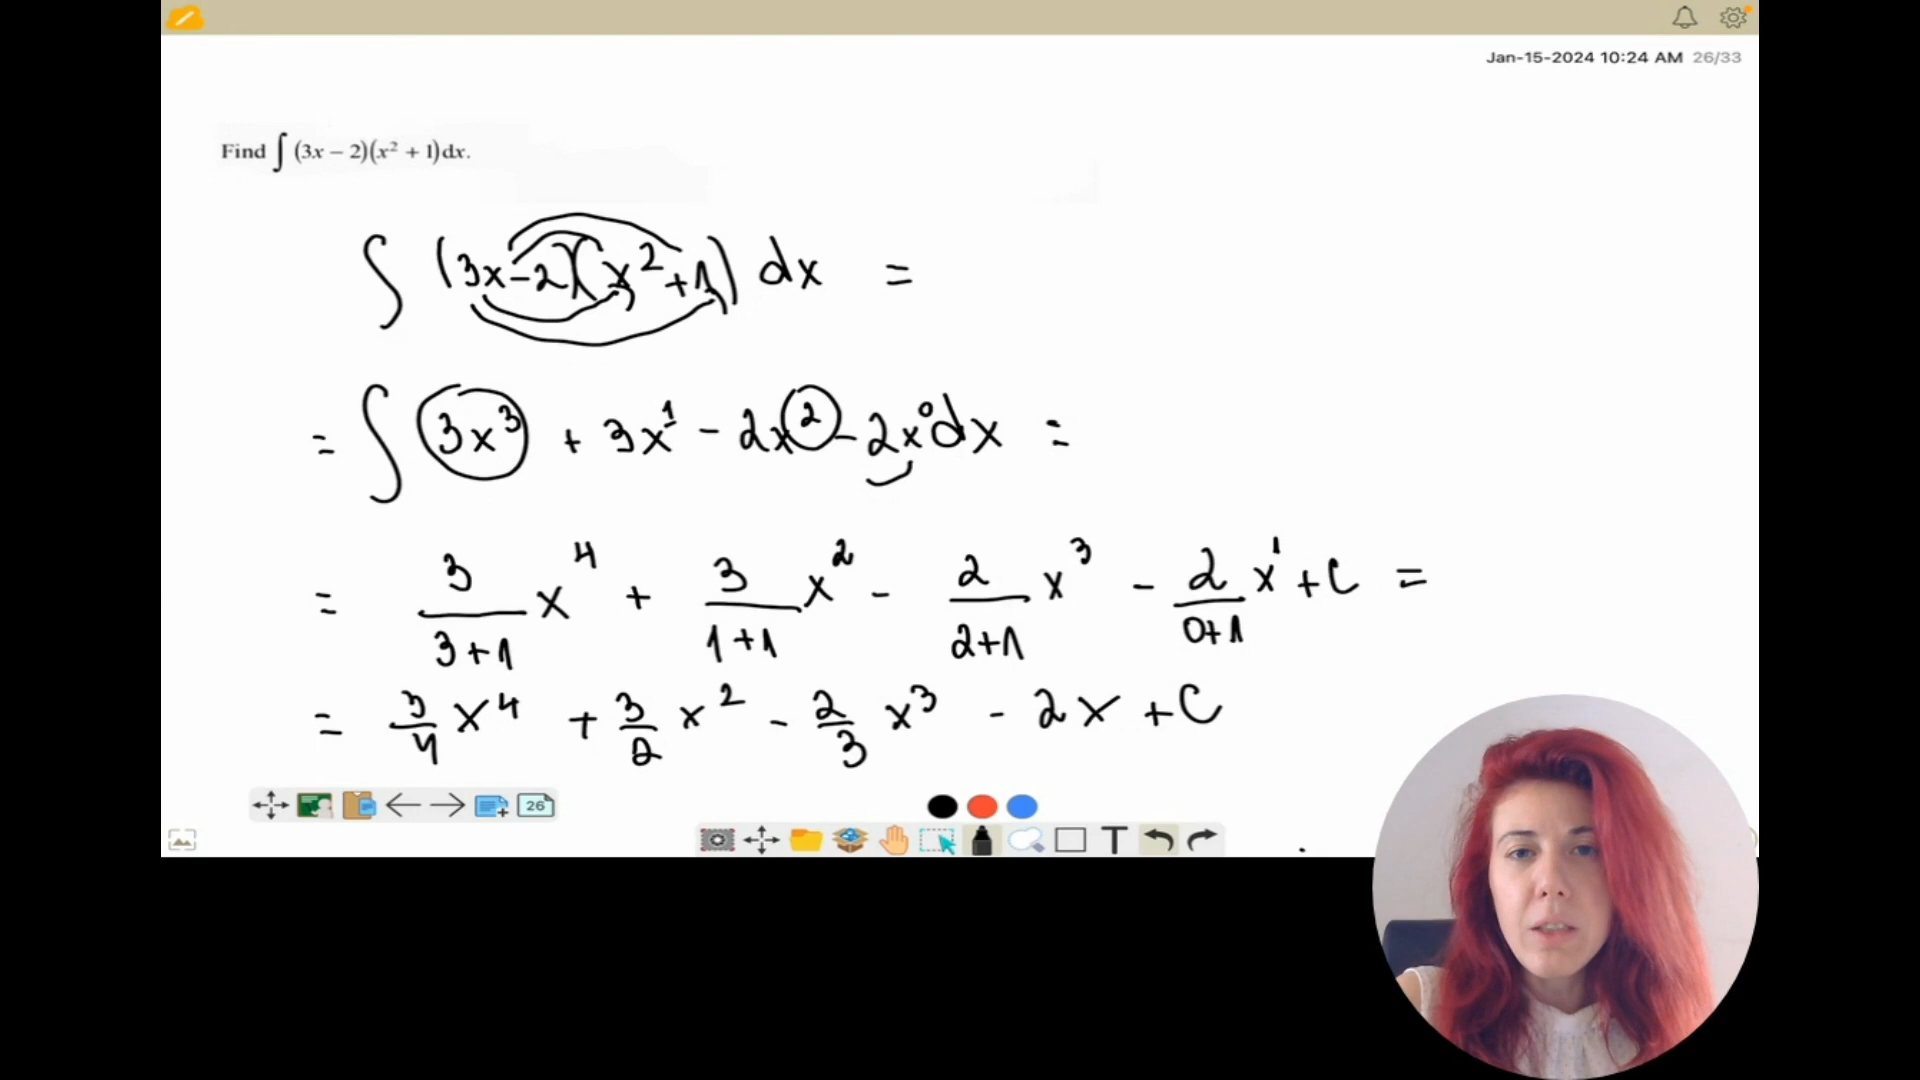 Jan-15-2024 10:24 AM 26/33
Find ∫ (3x − 2)(x² + 1)dx.
∫ (3x-2)(x²+1) dx =
= ∫ 3x³ + 3x¹ - 2x² - 2x⁰ dx =
= 3/(3+1) x⁴ + 3/(1+1) x² - 2/(2+1) x³ - 2/(0+1) x¹ + C =
= 3/4 x⁴ + 3/2 x² - 2/3 x³ - 2x + C
26
T